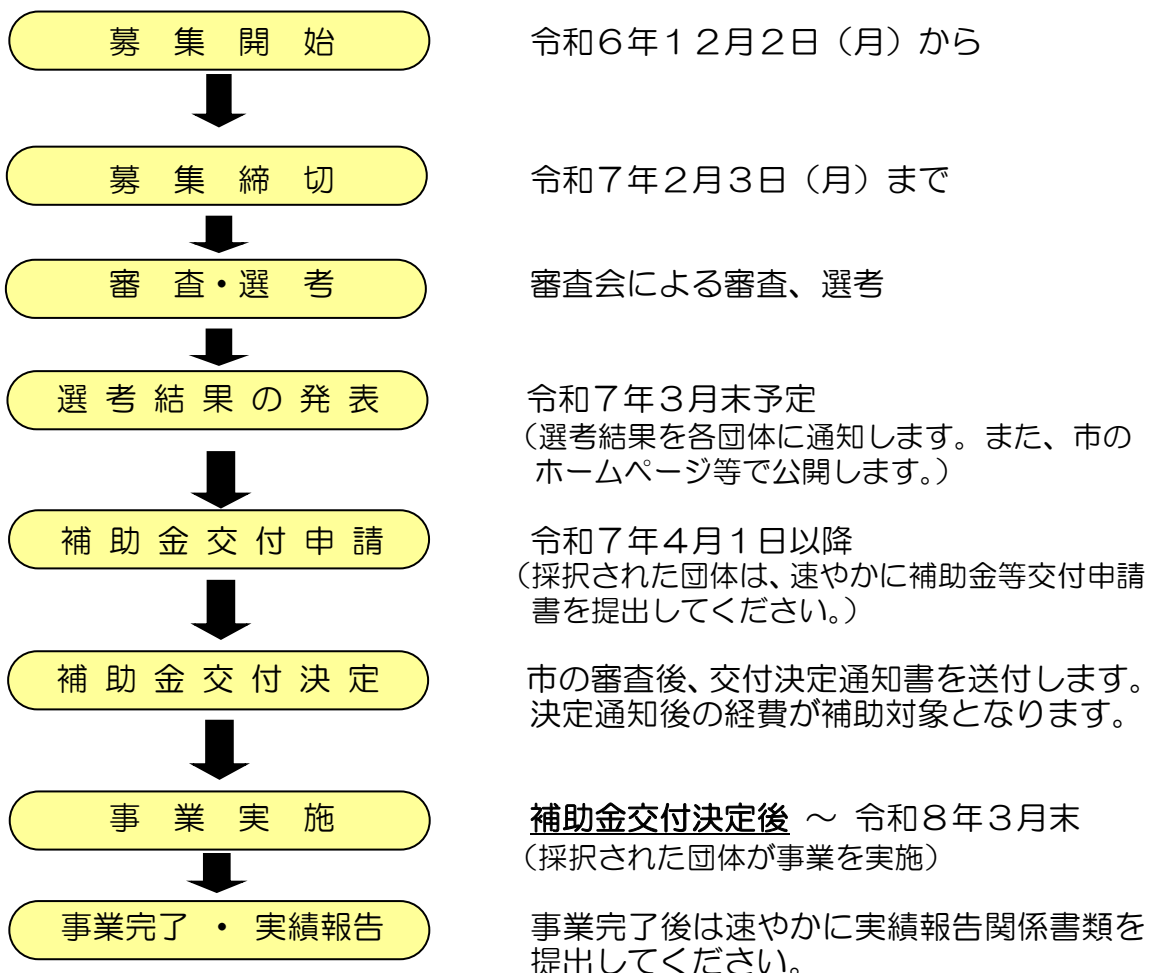 募集開始
令和６年１２月２日（月）から
募集締切
令和７年２月３日（月）まで
審査・選考
審査会による審査、選考
選考結果の発表
令和７年３月末予定
（選考結果を各団体に通知します。また、市の
ホームページ等で公開します。）
補助金交付申請
令和７年４月１日以降
（採択された団体は、速やかに補助金等交付申請
書を提出してください。）
補助金交付決定
市の審査後、交付決定通知書を送付します。
決定通知後の経費が補助対象となります。
事業実施
補助金交付決定後 ～ 令和８年３月末
（採択された団体が事業を実施）
事業完了 ・ 実績報告
事業完了後は速やかに実績報告関係書類を
提出してください。